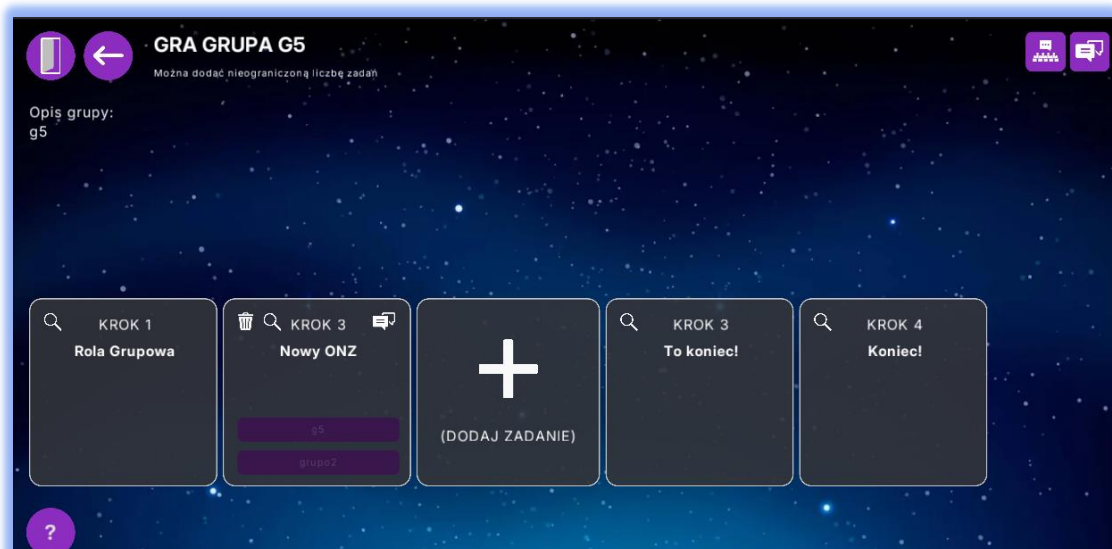 GRA GRUPA G5
Można dodać nieograniczoną liczbę zadań
Opis grupy:
g5
KROK 1
Rola Grupowa
KROK 3
Nowy ONZ
g5
grupo2
(DODAJ ZADANIE)
KROK 3
To koniec!
KROK 4
Koniec!
?